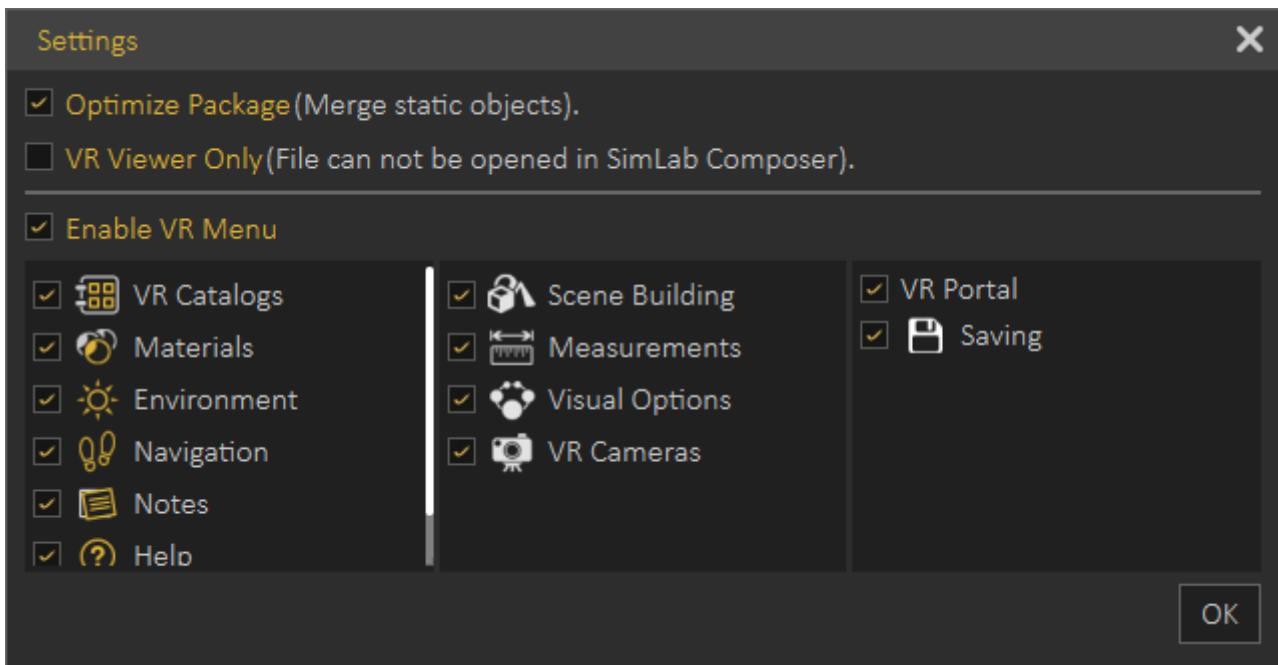 Settings
Optimize Package(Merge static objects).
VR Viewer Only(File can not be opened in SimLab Composer).
Enable VR Menu
VR Catalogs
Materials
Environment
Navigation
Notes
Help
Scene Building
Measurements
Visual Options
VR Cameras
VR Portal
Saving
OK